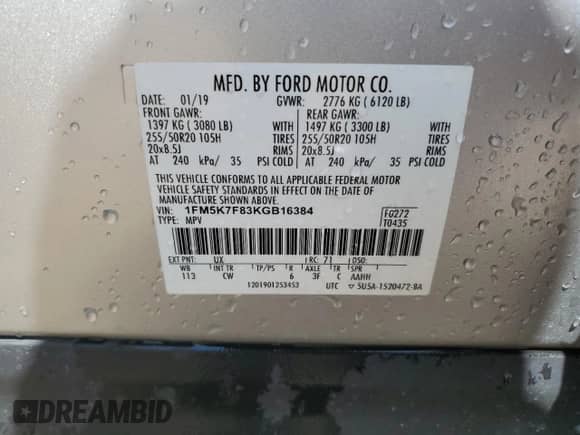 MFD. BY FORD MOTOR CO.
DATE: 01/19 GVWR: 2776 KG ( 6120 LB)
FRONT GAWR: REAR GAWR:
1397 KG ( 3080 LB) WITH 1497 KG ( 3300 LB) WITH
255/50R20 105H TIRES 255/50R20 105H TIRES
20x8.5J RIMS 20x8.5J RIMS
AT 240 kPa/ 35 PSI COLD AT 240 kPa/ 35 PSI COLD
THIS VEHICLE CONFORMS TO ALL APPLICABLE FEDERAL MOTOR
VEHICLE SAFETY STANDARDS IN EFFECT ON THE DATE OF
MANUFACTURE SHOWN ABOVE.
VIN: 1FM5K7F83KGB16384 FG272
TYPE: MPV T0435
EXT PNT: UX RC: 71 DSO:
WB INT TR TP/PS R AXLE TR SPR
113 CW 6 3F C AAHH
1201901253453 UTC ▽ 5U5A-1520472-BA
DREAMBID